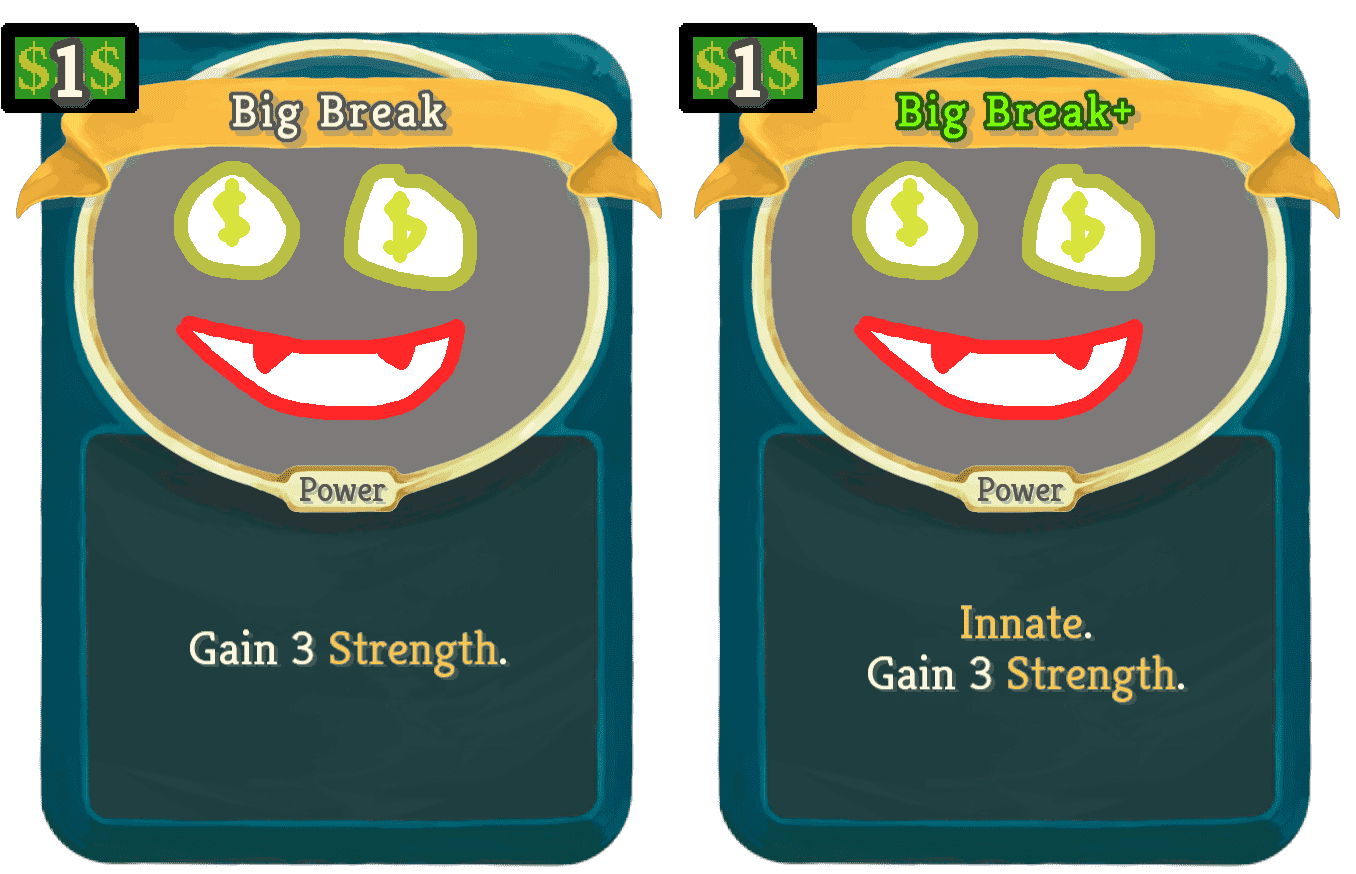 $1$
Big Break
$ $
Power
Gain 3 Strength.
$1$
Big Break+
$ $
Power
Innate.
Gain 3 Strength.